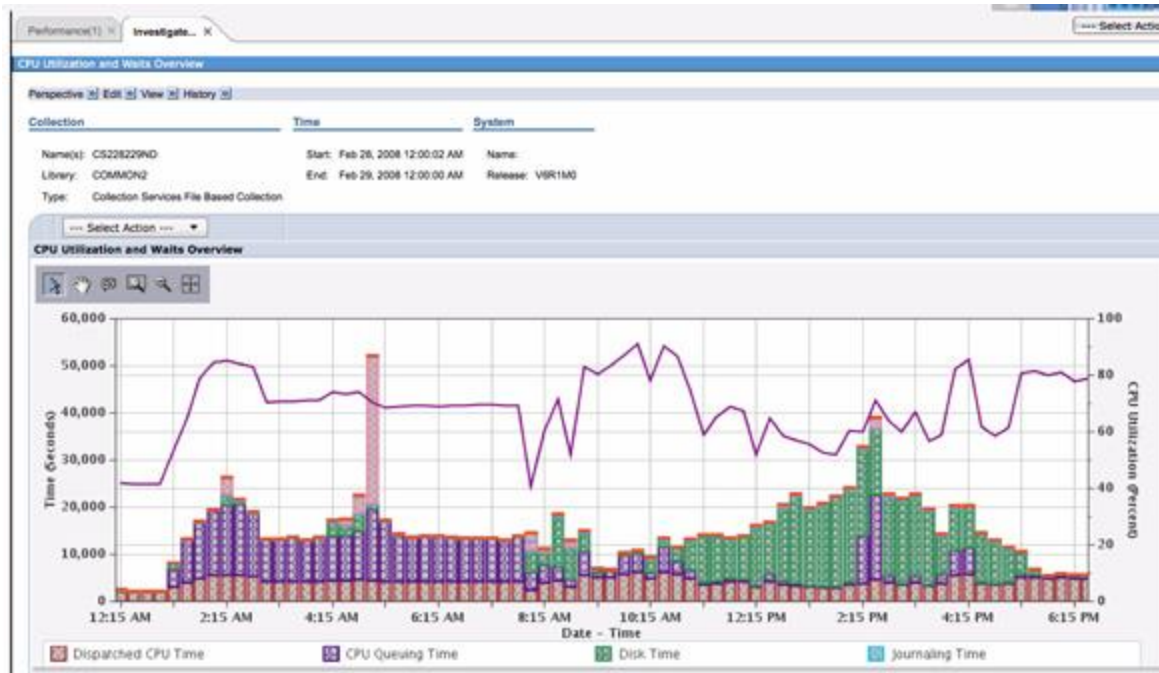 Performance(1)
Investigate...
--- Select Actio
CPU Utilization and Waits Overview
Perspective Edit View History
Collection Time System
Name(s): CS228229ND Start: Feb 28, 2008 12:00:02 AM Name:
Library: COMMON2 End: Feb 29, 2008 12:00:00 AM Release: V6R1M0
Type: Collection Services File Based Collection
--- Select Action ---
CPU Utilization and Waits Overview
60,000
50,000
40,000
30,000
20,000
10,000
0
Time (Seconds)
100
80
60
40
20
0
CPU Utilization (Percent)
12:15 AM 2:15 AM 4:15 AM 6:15 AM 8:15 AM 10:15 AM 12:15 PM 2:15 PM 4:15 PM 6:15 PM
Date - Time
Dispatched CPU Time CPU Queuing Time Disk Time Journaling Time